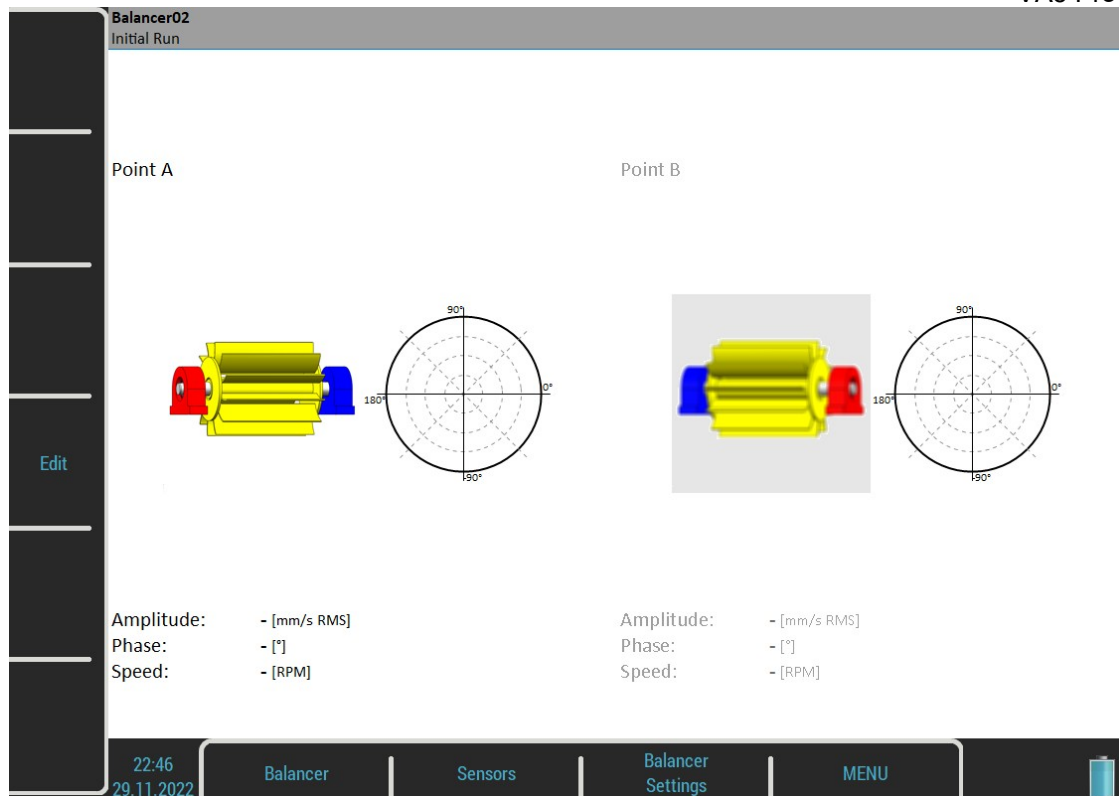 Balancer02
Initial Run
Point A
Point B
90°
0°
180°
-90°
90°
0°
180°
-90°
Edit
Amplitude: - [mm/s RMS]
Phase: - [°]
Speed: - [RPM]
Amplitude: - [mm/s RMS]
Phase: - [°]
Speed: - [RPM]
22:46
29.11.2022
Balancer
Sensors
Balancer
Settings
MENU